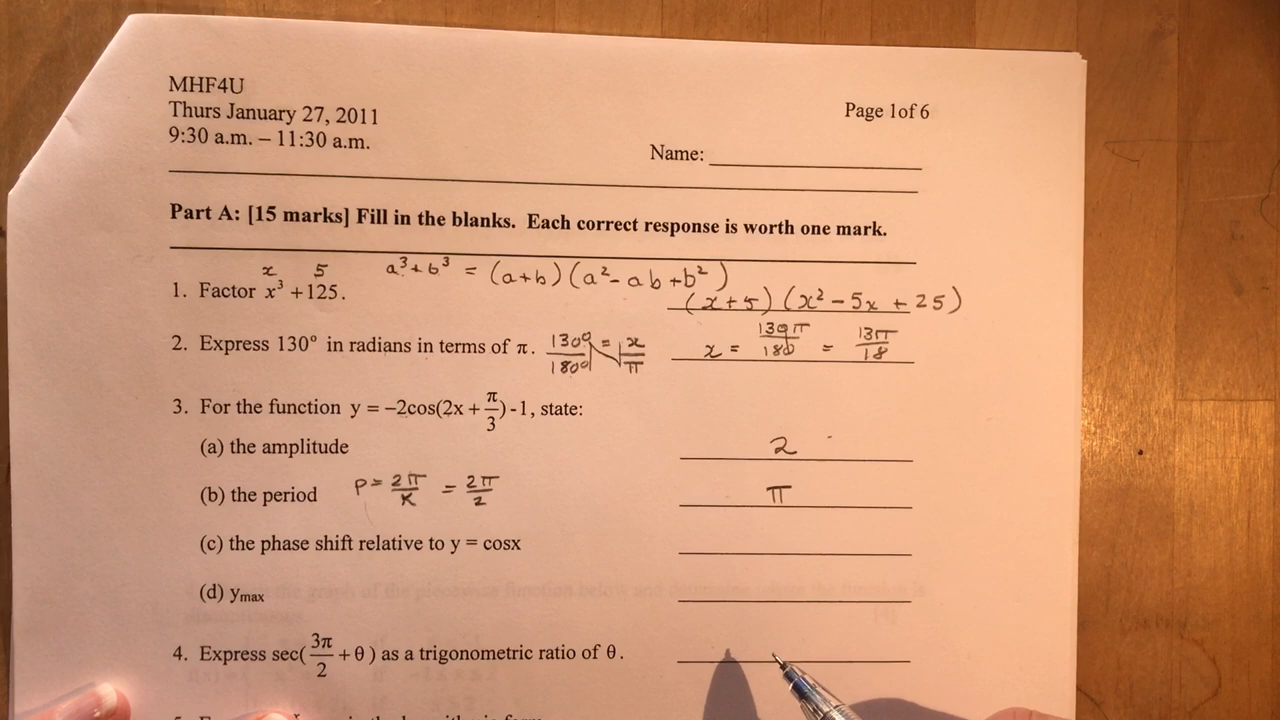 MHF4U
Thurs January 27, 2011
Page 1of 6
9:30 a.m. – 11:30 a.m.
Name:
Part A: [15 marks] Fill in the blanks. Each correct response is worth one mark.
x 5 a³+b³ = (a+b)(a²-ab+b²)
1. Factor x³ +125. (x+5)(x²-5x+25)
2. Express 130° in radians in terms of π. 130°/180° = x/π x = 130π/180 = 13π/18
3. For the function y = −2cos(2x + π/3) -1, state:
(a) the amplitude 2
(b) the period P = 2π/K = 2π/2 π
(c) the phase shift relative to y = cosx
(d) ymax
4. Express sec(3π/2 + θ) as a trigonometric ratio of θ.